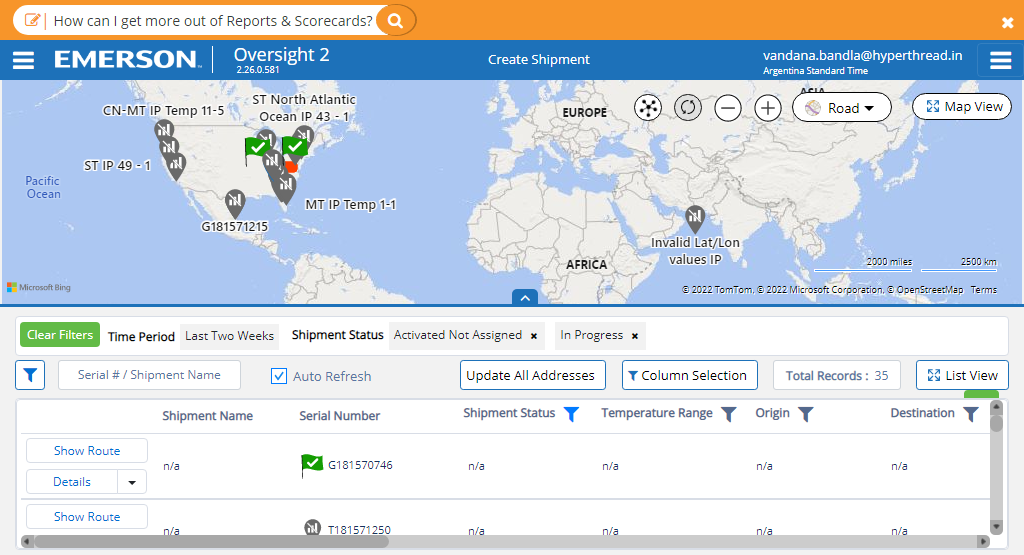 How can I get more out of Reports & Scorecards?
EMERSON
Oversight 2
2.26.0.581
Create Shipment
vandana.bandla@hyperthread.in
Argentina Standard Time
CN-MT IP Temp 11-5
ST North Atlantic
Ocean IP 43 - 1
EUROPE
ASIA
Road
Map View
ST IP 49 - 1
Pacific
Ocean
MT IP Temp 1-1
G181571215
Invalid Lat/Lon
values IP
AFRICA
2000 miles
2500 km
Microsoft Bing
© 2022 TomTom, © 2022 Microsoft Corporation, © OpenStreetMap Terms
Clear Filters
Time Period
Last Two Weeks
Shipment Status
Activated Not Assigned ×
In Progress ×
Serial # / Shipment Name
Auto Refresh
Update All Addresses
Column Selection
Total Records : 35
List View
Shipment Name
Serial Number
Shipment Status
Temperature Range
Origin
Destination
Show Route
Details
n/a
G181570746
n/a
n/a
n/a
n/a
Show Route
n/a
T181571250
n/a
n/a
n/a
n/a